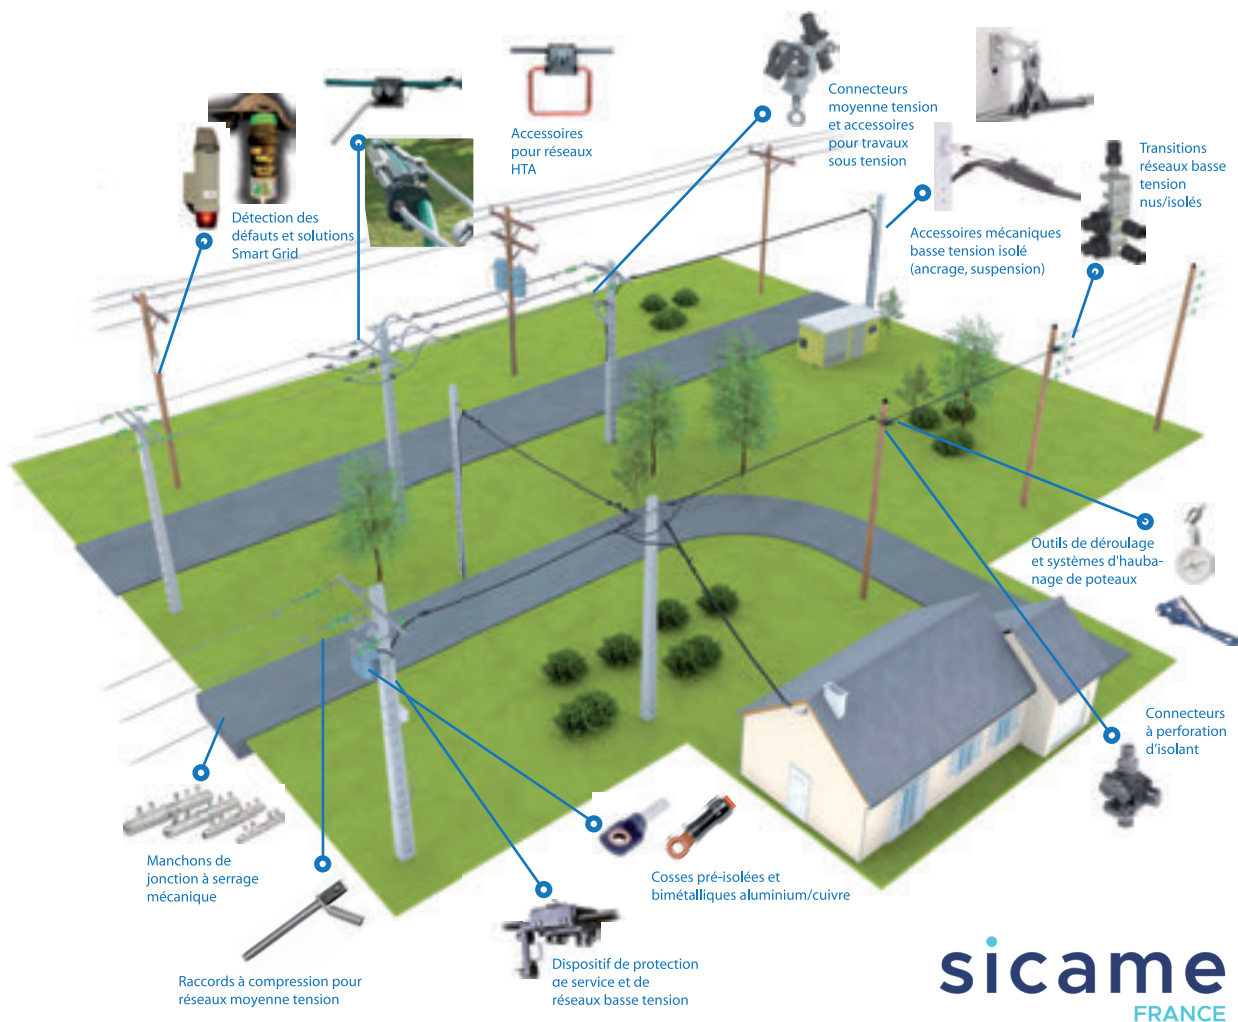 Accessoires
pour réseaux
HTA
Connecteurs
moyenne tension
et accessoires
pour travaux
sous tension
Transitions
réseaux basse
tension
nus/isolés
Détection des
défauts et solutions
Smart Grid
Accessoires mécaniques
basse tension isolé
(ancrage, suspension)
Outils de déroulage
et systèmes d'hauba-
nage de poteaux
Connecteurs
à perforation
d'isolant
Manchons de
jonction à serrage
mécanique
Cosses pré-isolées et
bimétalliques aluminium/cuivre
Raccords à compression pour
réseaux moyenne tension
Dispositif de protection
de service et de
réseaux basse tension
sicame
FRANCE